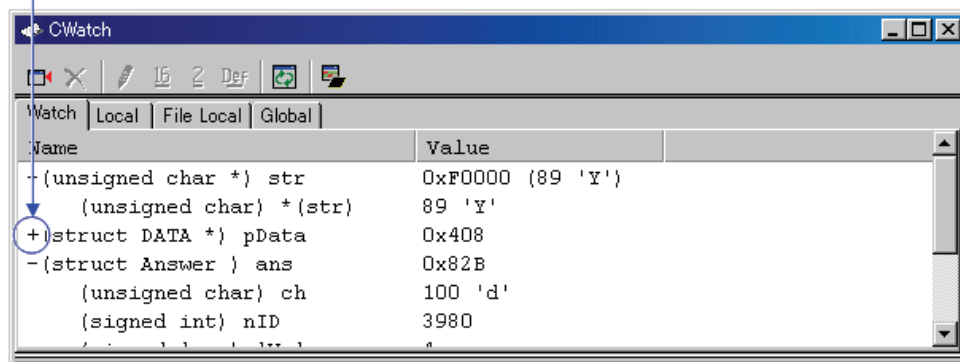 CWatch
16 2 Def
Watch Local File Local Global
Name Value
-(unsigned char *) str 0xF0000 (89 'Y')
(unsigned char) *(str) 89 'Y'
+(struct DATA *) pData 0x408
-(struct Answer ) ans 0x82B
(unsigned char) ch 100 'd'
(signed int) nID 3980